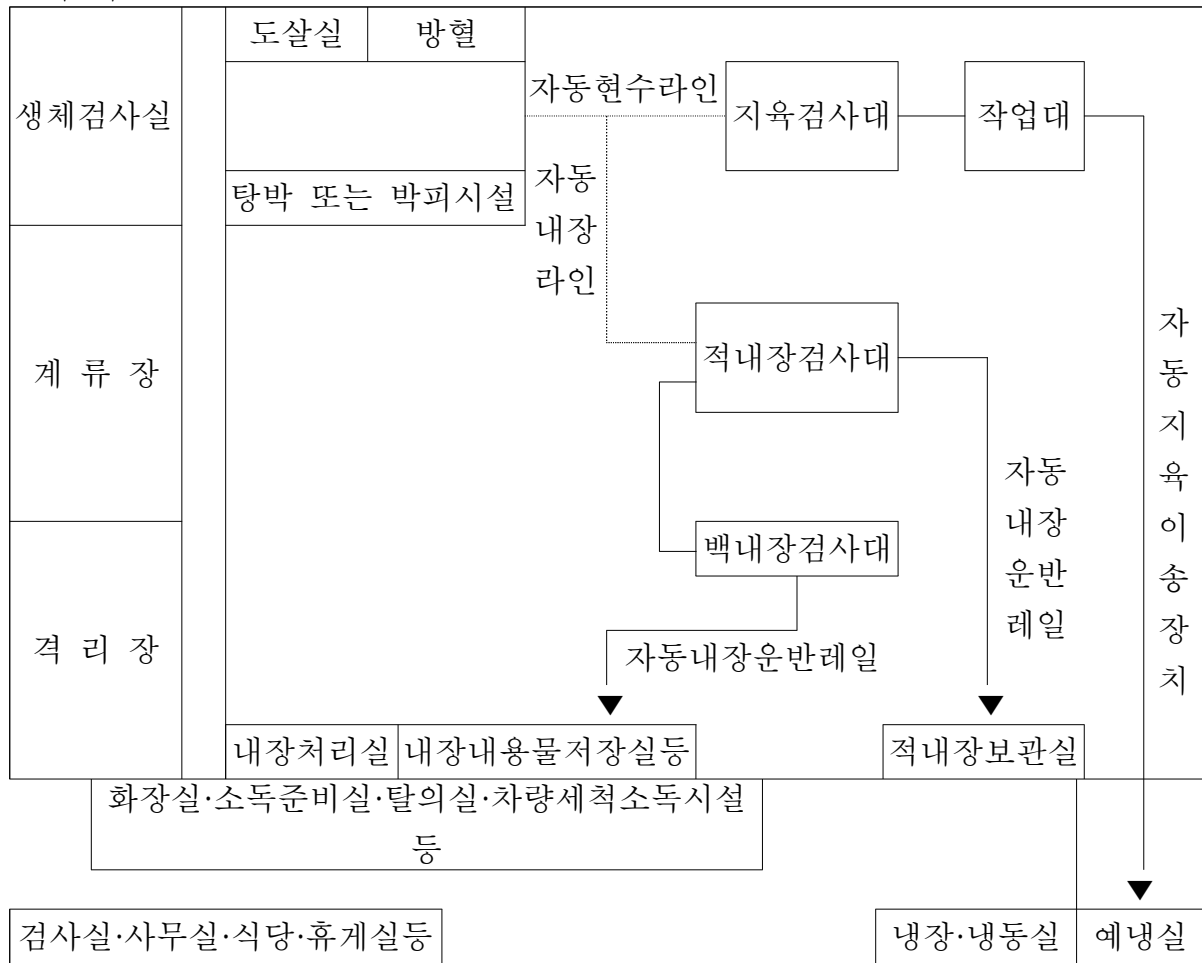 도살실
방혈
생체검사실
자동현수라인
지육검사대
작업대
탕박 또는 박피시설
자동
내장
라인
계 류 장
적내장검사대
자
동
지
육
이
송
장
치
자동
내장
운반
레일
백내장검사대
격 리 장
자동내장운반레일
내장처리실
내장내용물저장실등
적내장보관실
화장실·소독준비실·탈의실·차량세척소독시설
등
검사실·사무실·식당·휴게실등
냉장·냉동실
예냉실